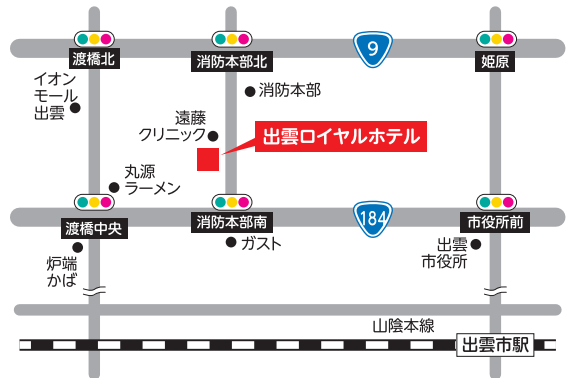 9
渡橋北
消防本部北
姫原
イオン
モール
出雲
消防本部
遠藤
クリニック
出雲ロイヤルホテル
丸源
ラーメン
184
渡橋中央
消防本部南
市役所前
ガスト
出雲
市役所
炉端
かば
山陰本線
出雲市駅